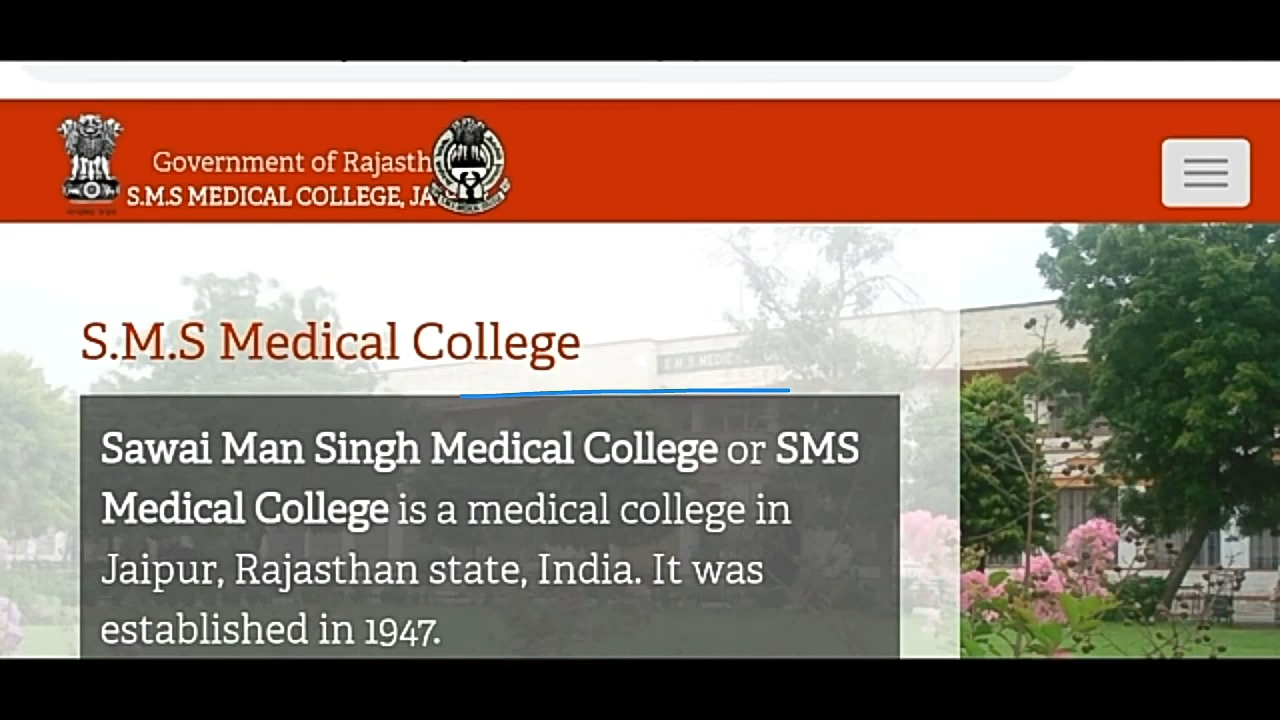 Government of Rajasth
S.M.S MEDICAL COLLEGE, JA
S.M.S Medical College
S M S MEDIC
Sawai Man Singh Medical College or SMS
Medical College is a medical college in
Jaipur, Rajasthan state, India. It was
established in 1947.